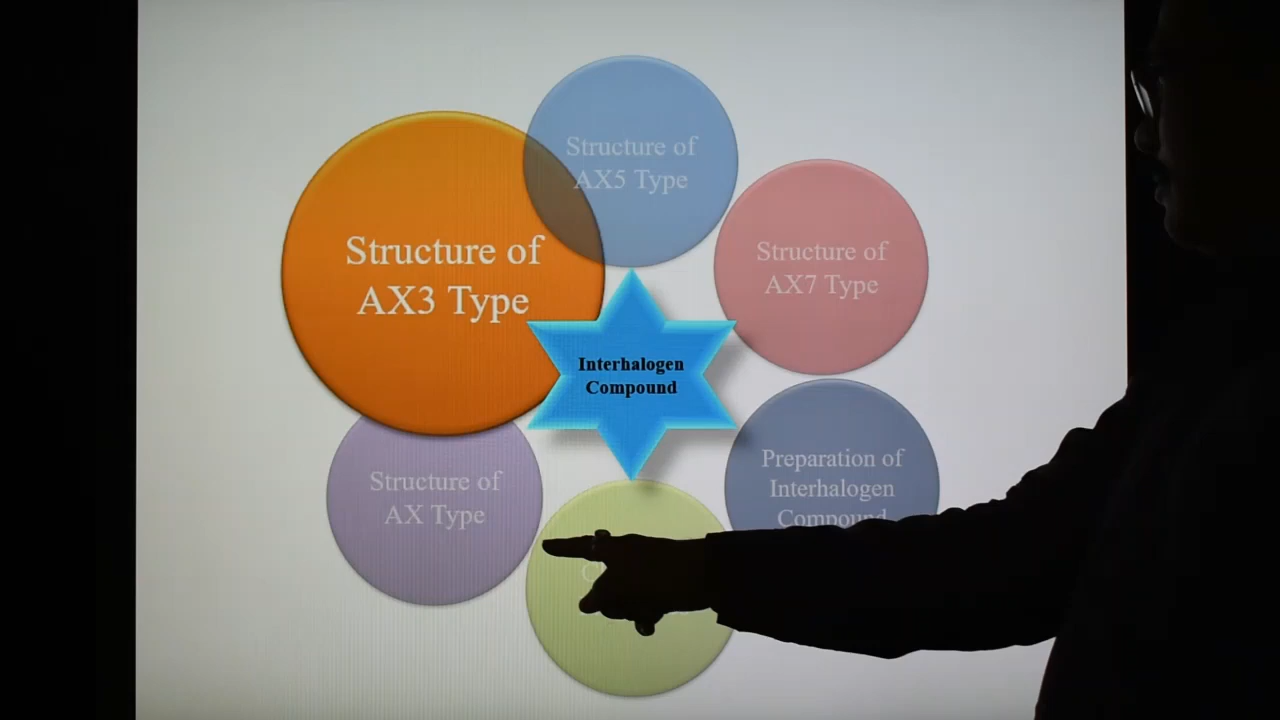 Structure of
AX5 Type
Structure of
AX3 Type
Structure of
AX7 Type
Interhalogen
Compound
Structure of
AX Type
Preparation of
Interhalogen
Compound